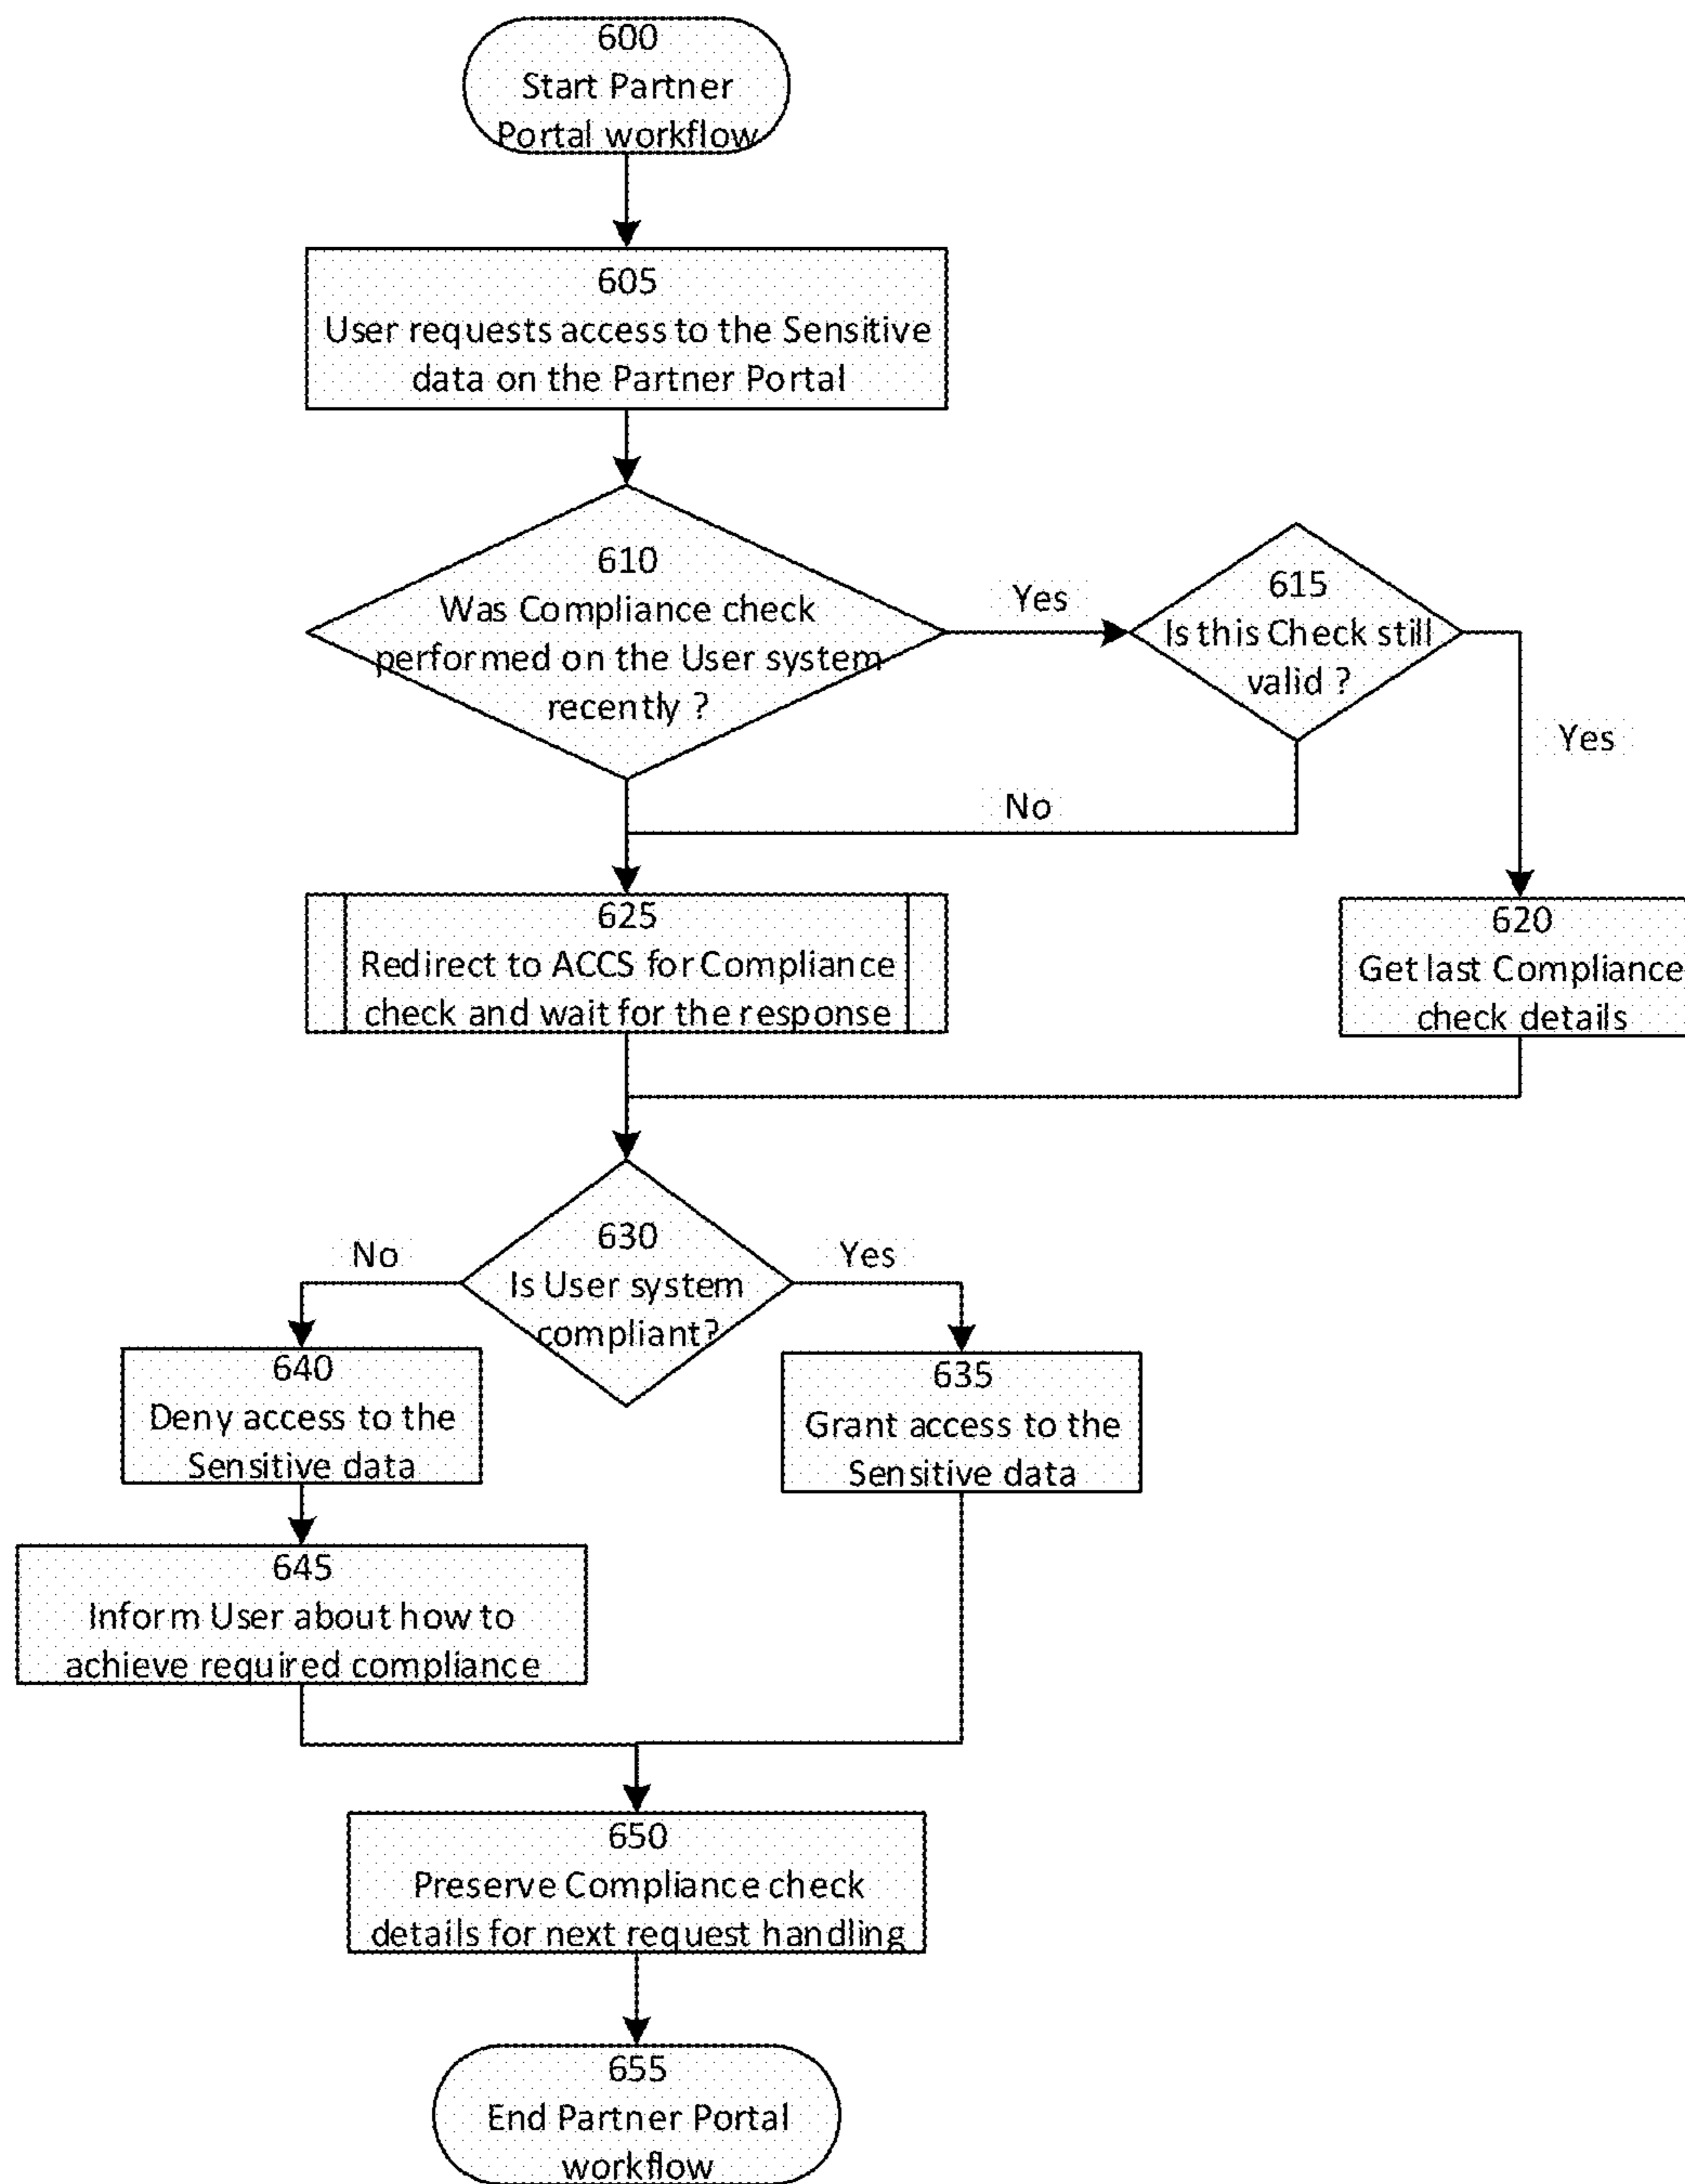 600
Start Partner
Portal workflow
605
User requests access to the Sensitive
data on the Partner Portal
610
Was Compliance check
performed on the User system
recently ?
Yes
615
Is this Check still
valid ?
Yes
No
625
Redirect to ACCS for Compliance
check and wait for the response
620
Get last Compliance
check details
630
Is User system
compliant?
No
Yes
640
Deny access to the
Sensitive data
635
Grant access to the
Sensitive data
645
Inform User about how to
achieve required compliance
650
Preserve Compliance check
details for next request handling
655
End Partner Portal
workflow